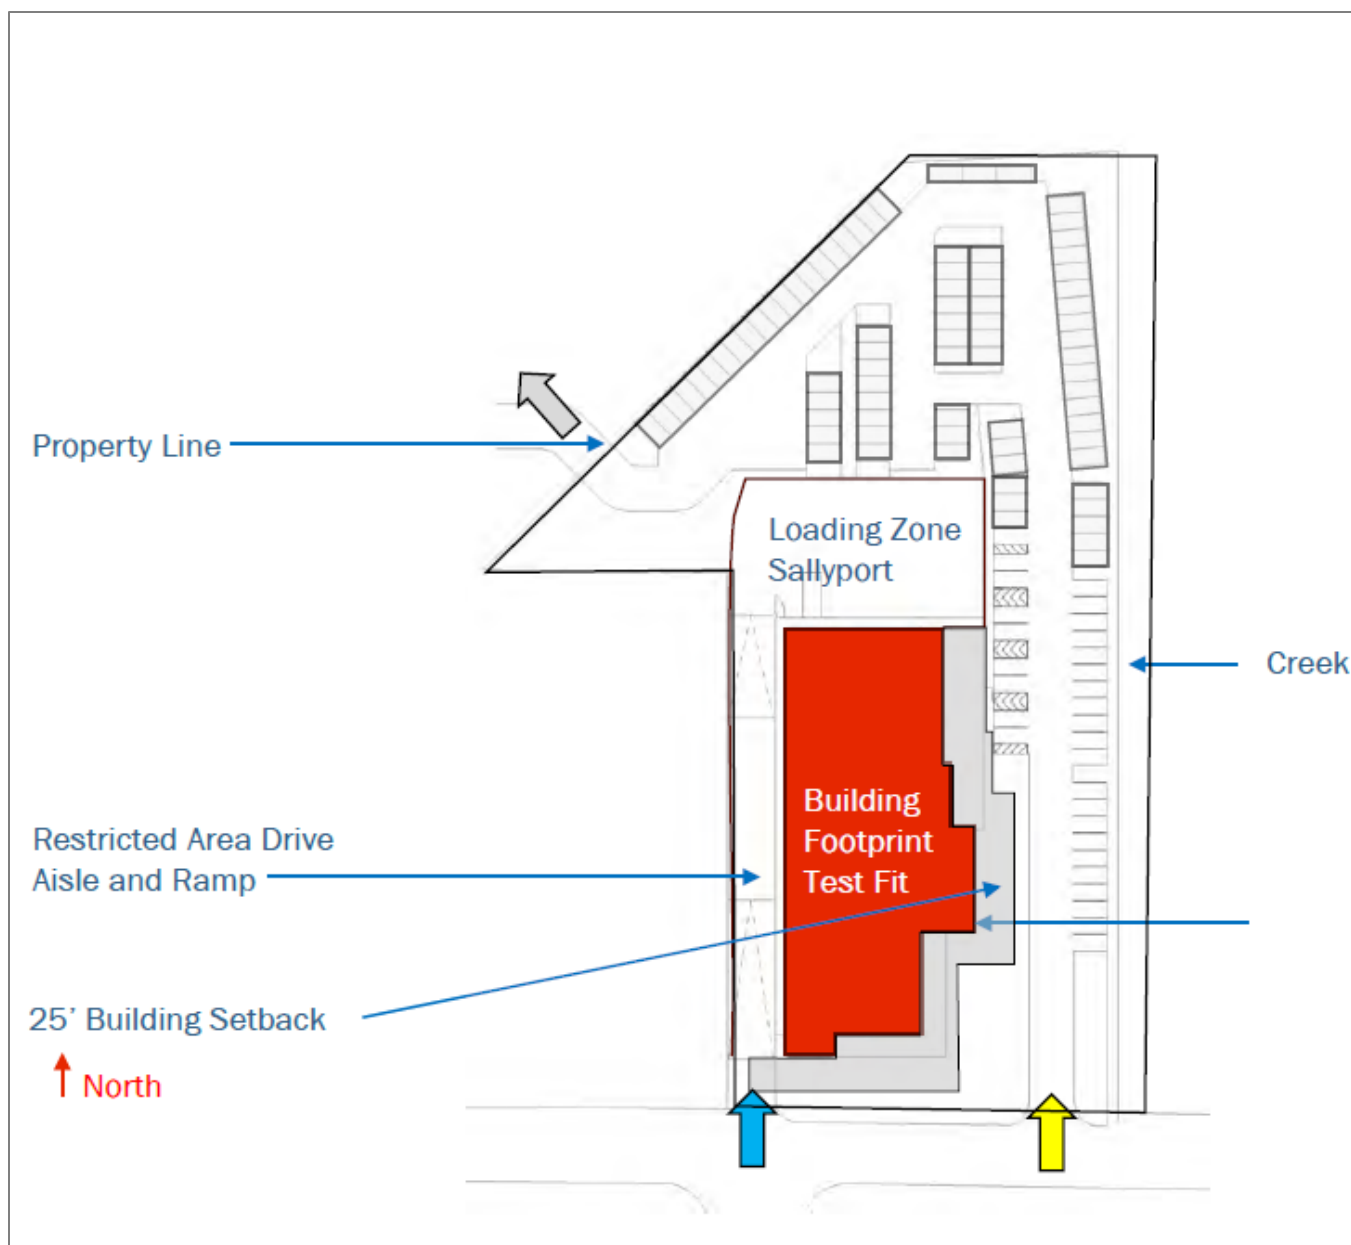 Property Line
Loading Zone
Sallyport
Creek
Building
Footprint
Test Fit
Restricted Area Drive
Aisle and Ramp
25’ Building Setback
North